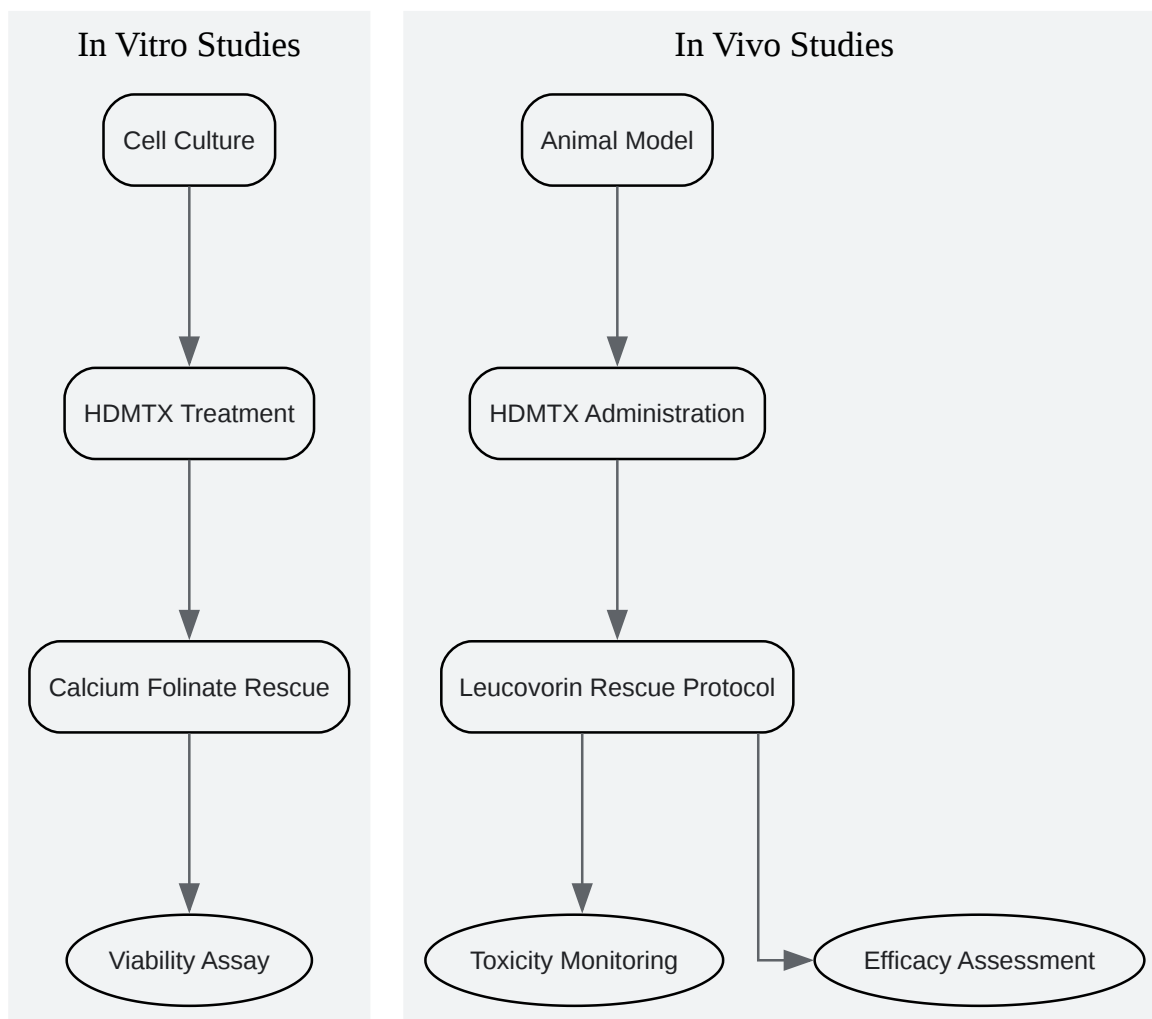 In Vitro Studies
Cell Culture
HDMTX Treatment
Calcium Folinate Rescue
Viability Assay
In Vivo Studies
Animal Model
HDMTX Administration
Leucovorin Rescue Protocol
Toxicity Monitoring
Efficacy Assessment